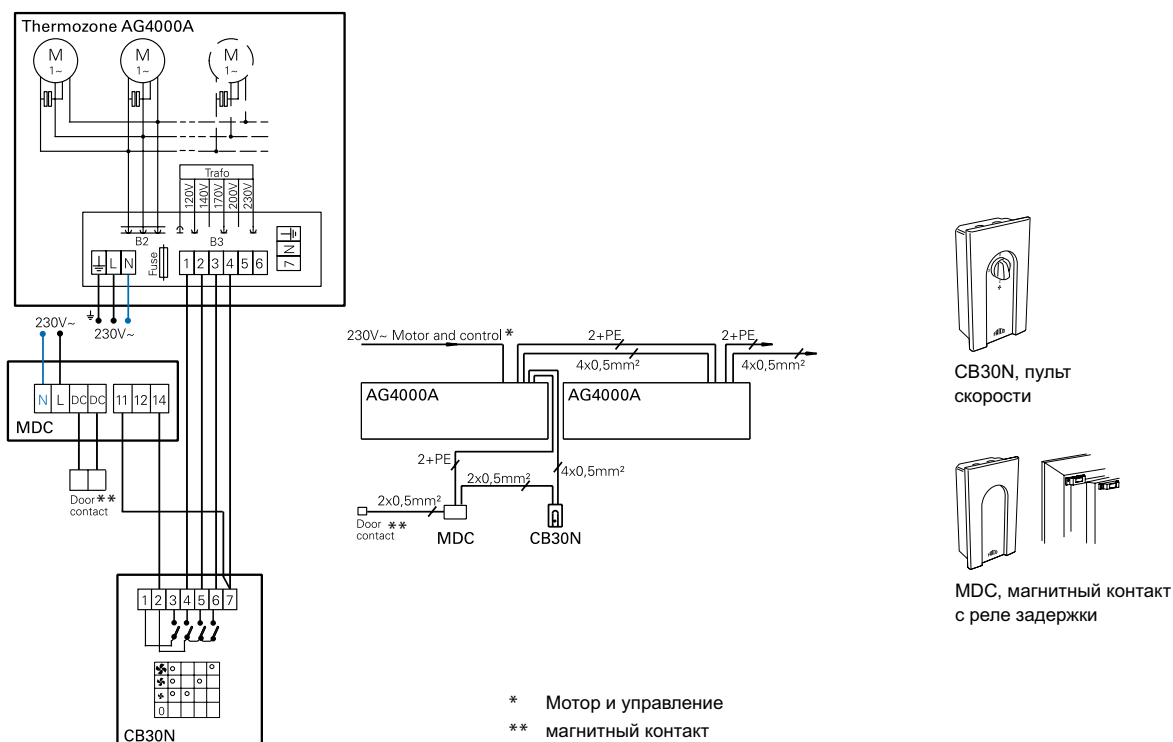 Thermozone AG4000A
M
1~
M
1~
M
1~
Trafo
120V
140V
170V
200V
230V
B2
B3
Fuse
L N
1 2 3 4 5 6
7 N
230V~
230V~
N L DC DC 11 12 14
MDC
Door **
contact
1 2 3 4 5 6 7
0
CB30N
230V~ Motor and control *
2+PE
2+PE
4x0,5mm²
4x0,5mm²
AG4000A
AG4000A
2+PE
2x0,5mm²
4x0,5mm²
2x0,5mm²
Door **
contact
MDC
CB30N
* Мотор и управление
** магнитный контакт
CB30N, пульт
скорости
MDC, магнитный контакт
с реле задержки